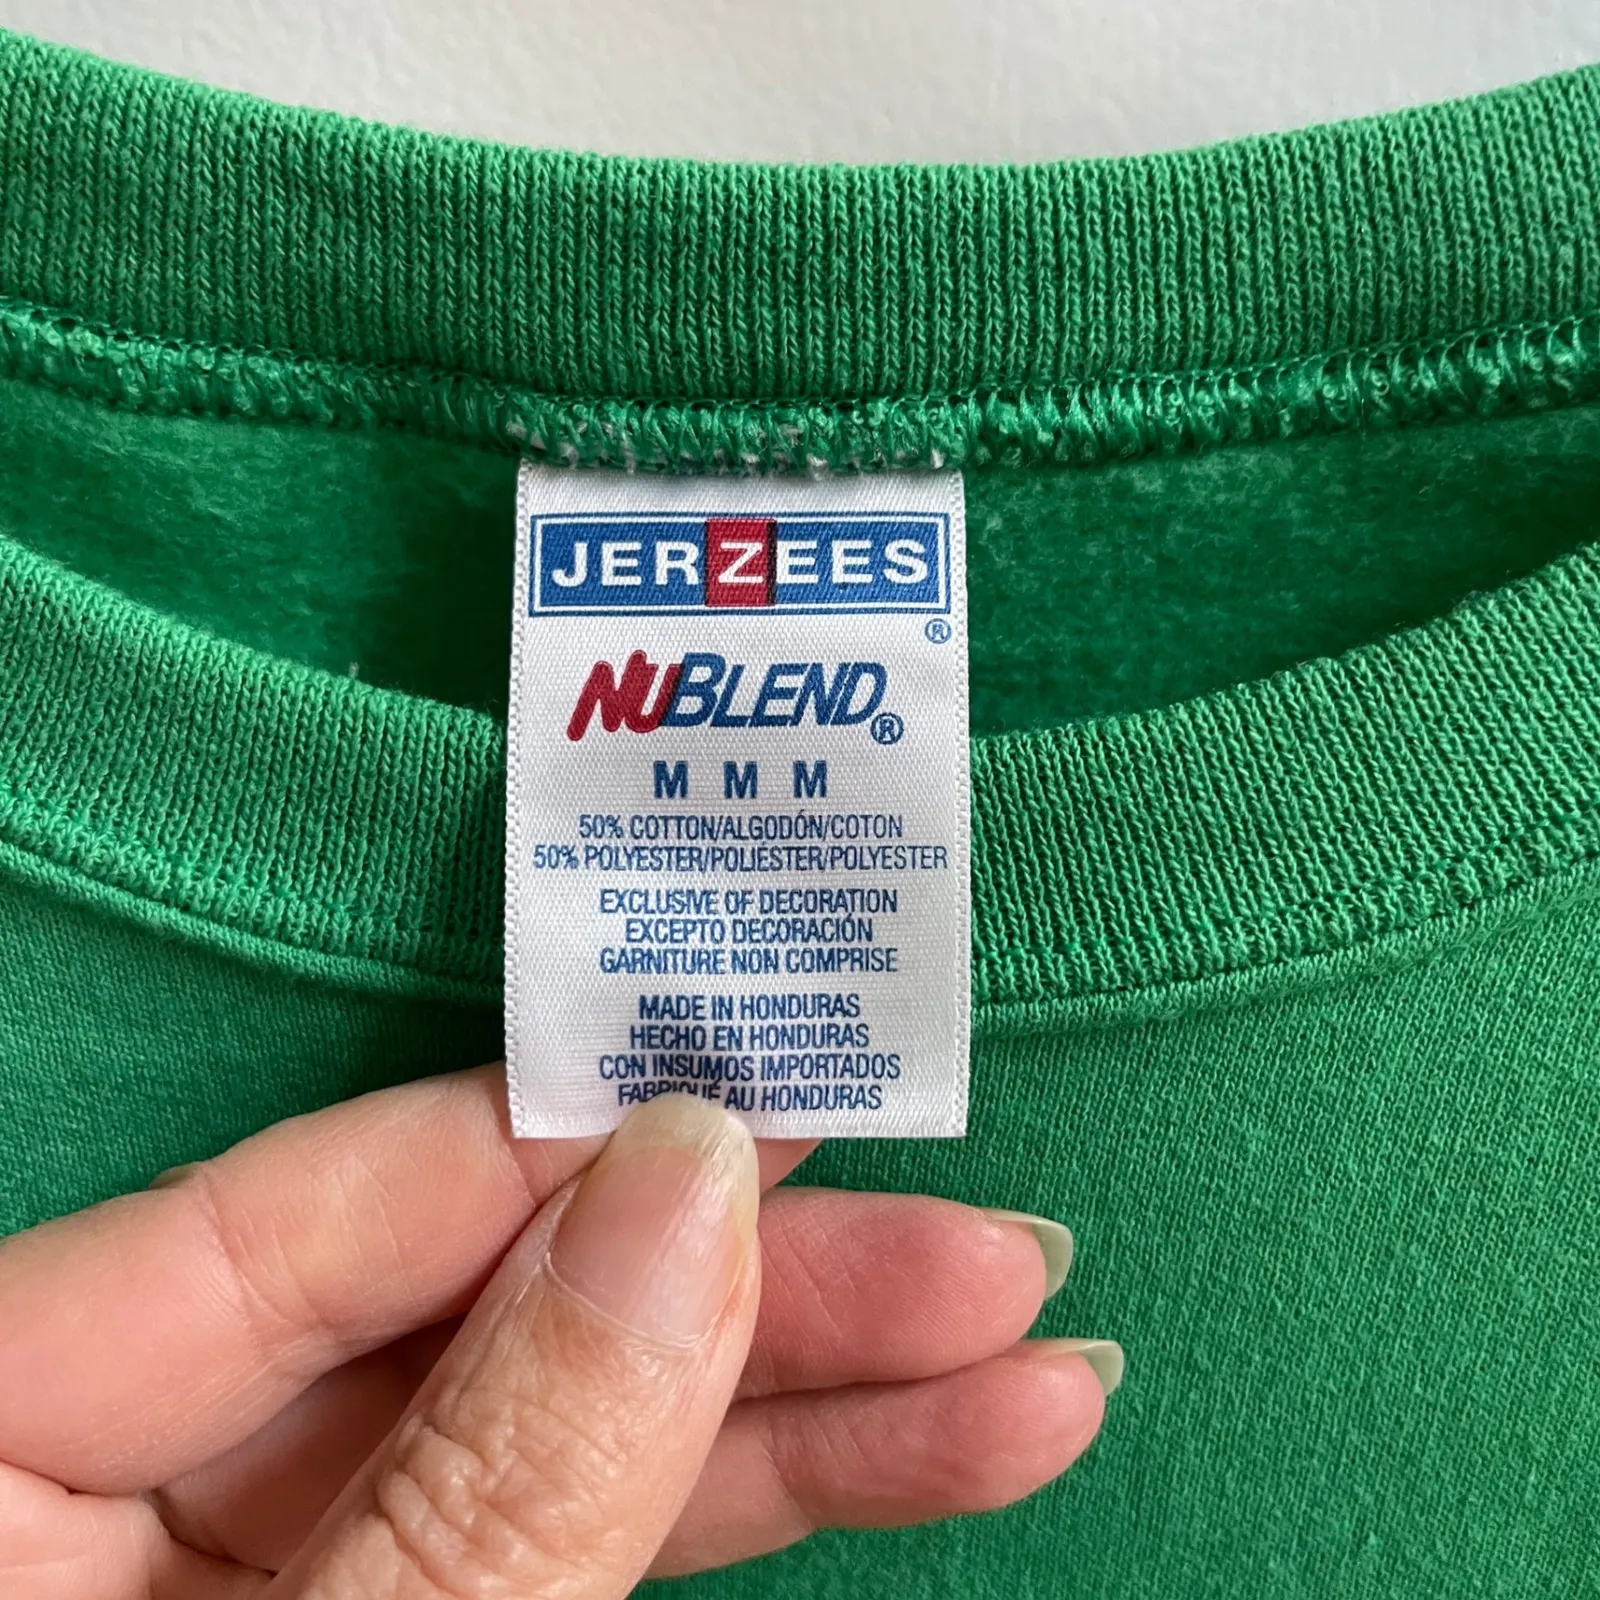 JERZEES
®
NUBLEND®
M M M
50% COTTON/ALGODÓN/COTON
50% POLYESTER/POLIÉSTER/POLYESTER
EXCLUSIVE OF DECORATION
EXCEPTO DECORACIÓN
GARNITURE NON COMPRISE
MADE IN HONDURAS
HECHO EN HONDURAS
CON INSUMOS IMPORTADOS
FABRIQUÉ AU HONDURAS